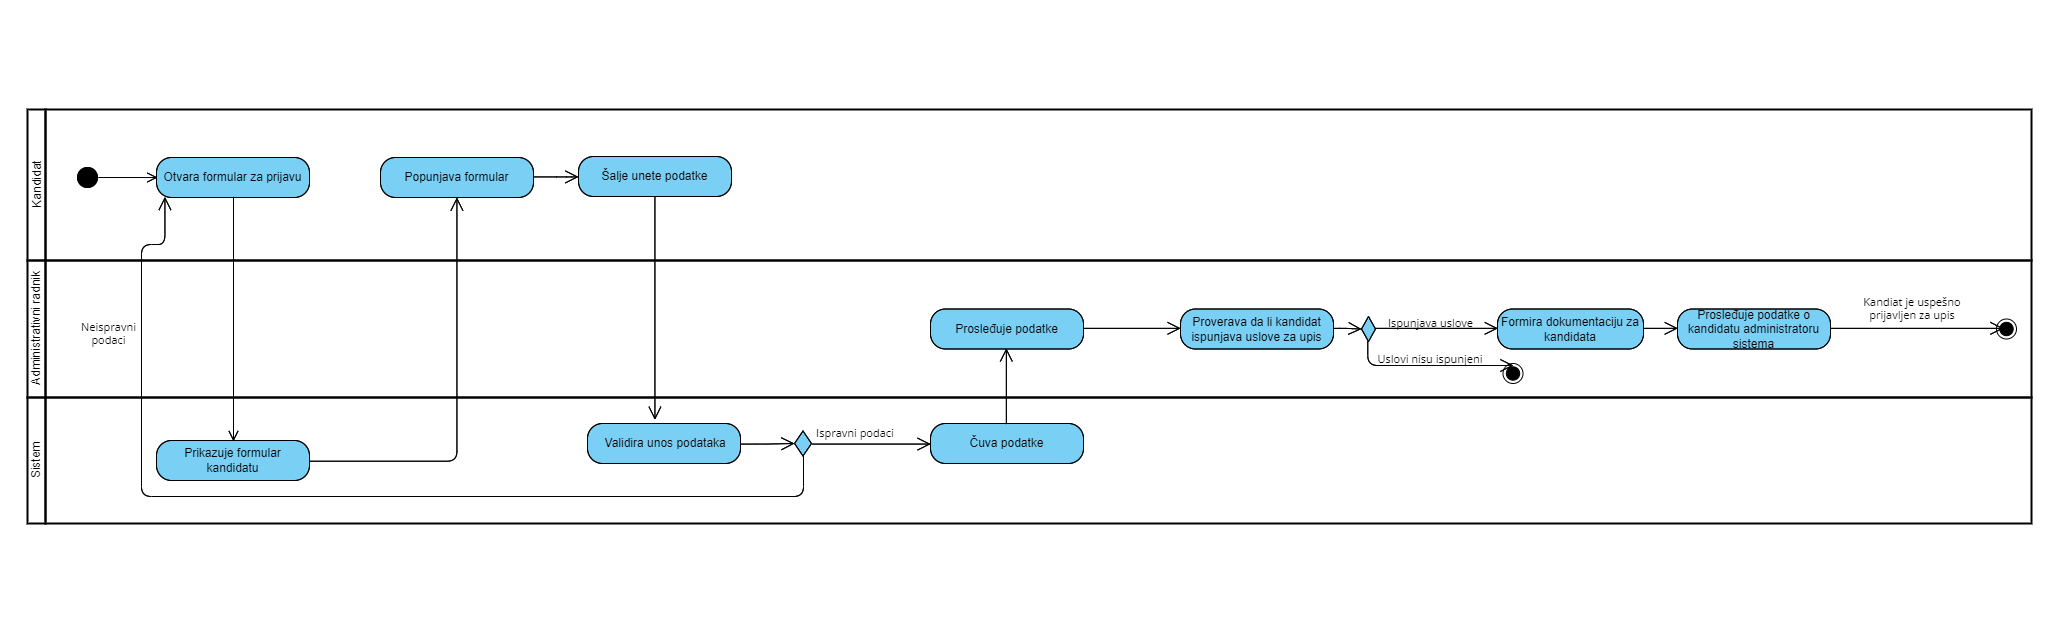 Kandidat
Otvara formular za prijavu
Popunjava formular
Šalje unete podatke
Administrativni radnik
Neispravni
podaci
Prosleđuje podatke
Proverava da li kandidat
ispunjava uslove za upis
Ispunjava uslove
Uslovi nisu ispunjeni
Formira dokumentaciju za
kandidata
Prosleđuje podatke o
kandidatu administratoru
sistema
Kandiat je uspešno
prijavljen za upis
Sistem
Prikazuje formular
kandidatu
Validira unos podataka
Ispravni podaci
Čuva podatke